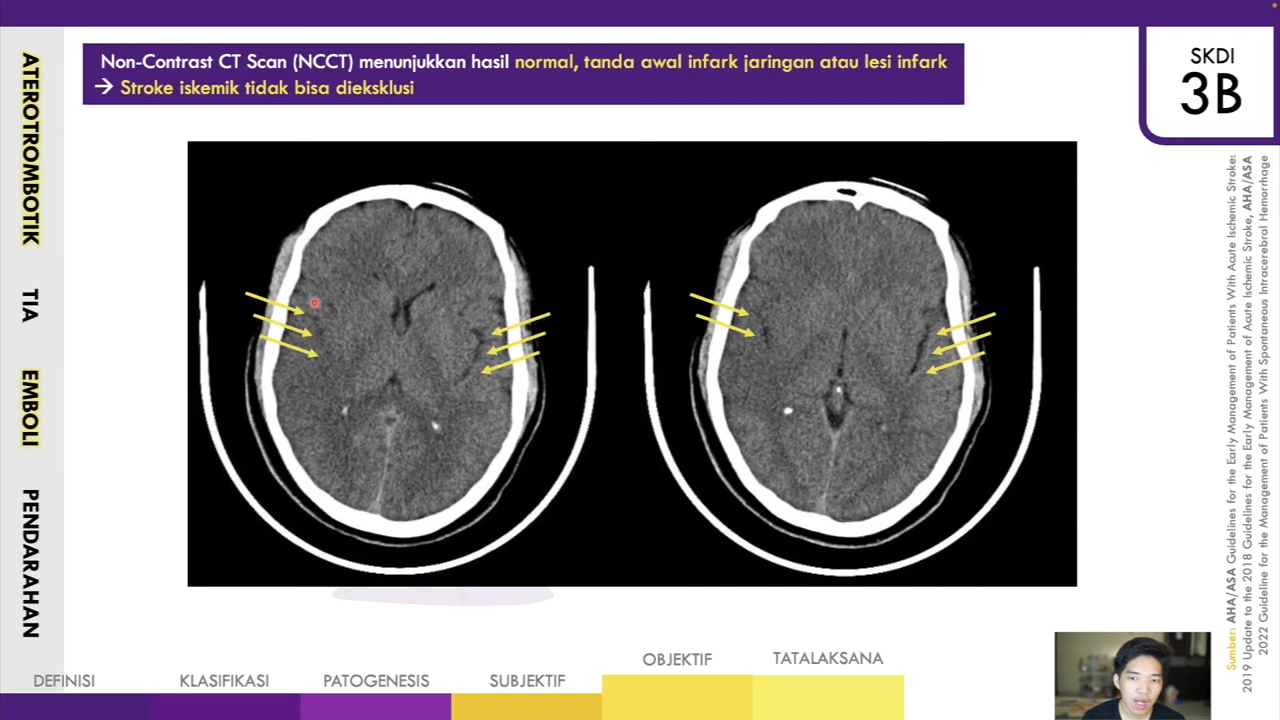 Non-Contrast CT Scan (NCCT) menunjukkan hasil normal, tanda awal infark jaringan atau lesi infark
→ Stroke iskemik tidak bisa dieksklusi
SKDI
3B
ATEROTROMBOTIK
TIA
EMBOLI
PENDARAHAN
Sumber: AHA/ASA Guidelines for the Early Management of Patients With Acute Ischemic Stroke:
2019 Update to the 2018 Guidelines for the Early Management of Acute Ischemic Stroke, AHA/ASA
2022 Guideline for the Management of Patients With Spontaneous Intracerebral Hemorrhage
DEFINISI
KLASIFIKASI
PATOGENESIS
SUBJEKTIF
OBJEKTIF
TATALAKSANA